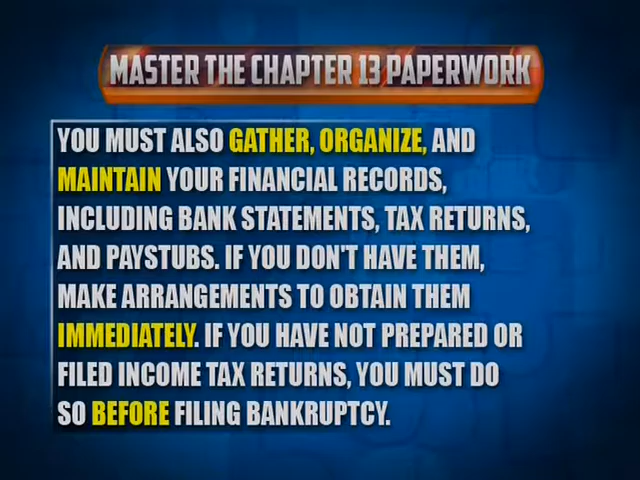 MASTER THE CHAPTER 13 PAPERWORK
YOU MUST ALSO GATHER, ORGANIZE, AND
MAINTAIN YOUR FINANCIAL RECORDS,
INCLUDING BANK STATEMENTS, TAX RETURNS,
AND PAYSTUBS. IF YOU DON'T HAVE THEM,
MAKE ARRANGEMENTS TO OBTAIN THEM
IMMEDIATELY. IF YOU HAVE NOT PREPARED OR
FILED INCOME TAX RETURNS, YOU MUST DO
SO BEFORE FILING BANKRUPTCY.